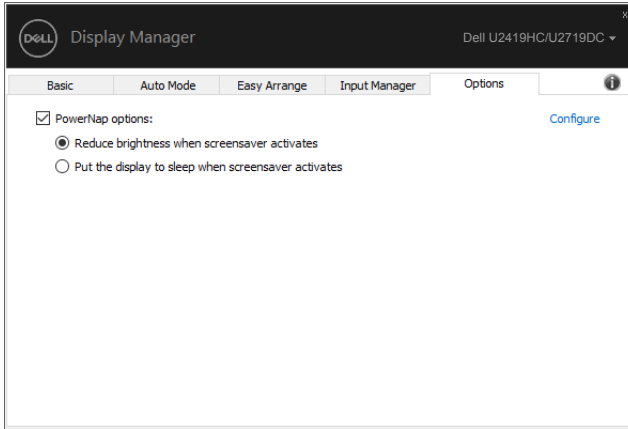 x
DELL Display Manager Dell U2419HC/U2719DC
Basic Auto Mode Easy Arrange Input Manager Options i
PowerNap options: Configure
Reduce brightness when screensaver activates
Put the display to sleep when screensaver activates